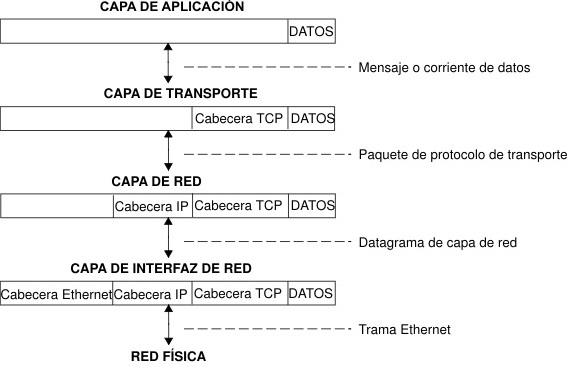 CAPA DE APLICACIÓN
DATOS
Mensaje o corriente de datos
CAPA DE TRANSPORTE
Cabecera TCP DATOS
Paquete de protocolo de transporte
CAPA DE RED
Cabecera IP Cabecera TCP DATOS
Datagrama de capa de red
CAPA DE INTERFAZ DE RED
Cabecera Ethernet Cabecera IP Cabecera TCP DATOS
Trama Ethernet
RED FÍSICA